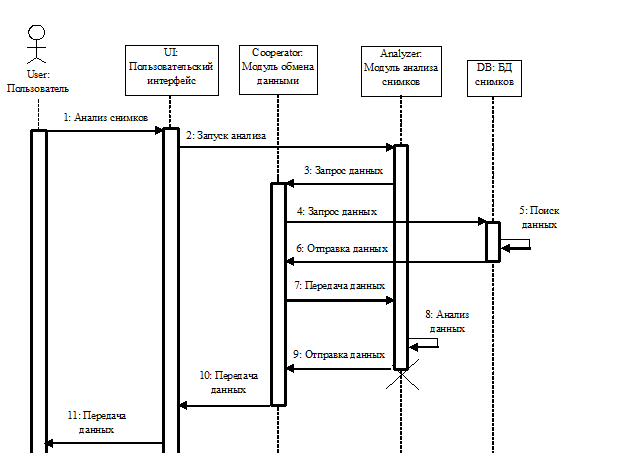 User:
Пользователь
UI:
Пользовательский
интерфейс
Cooperator:
Модуль обмена
данными
Analyzer:
Модуль анализа
снимков
DB: БД
снимков
1: Анализ снимков
2: Запуск анализа
3: Запрос данных
4: Запрос данных
5: Поиск
данных
6: Отправка данных
7: Передача данных
8: Анализ
данных
9: Отправка данных
10: Передача
данных
11: Передача
данных